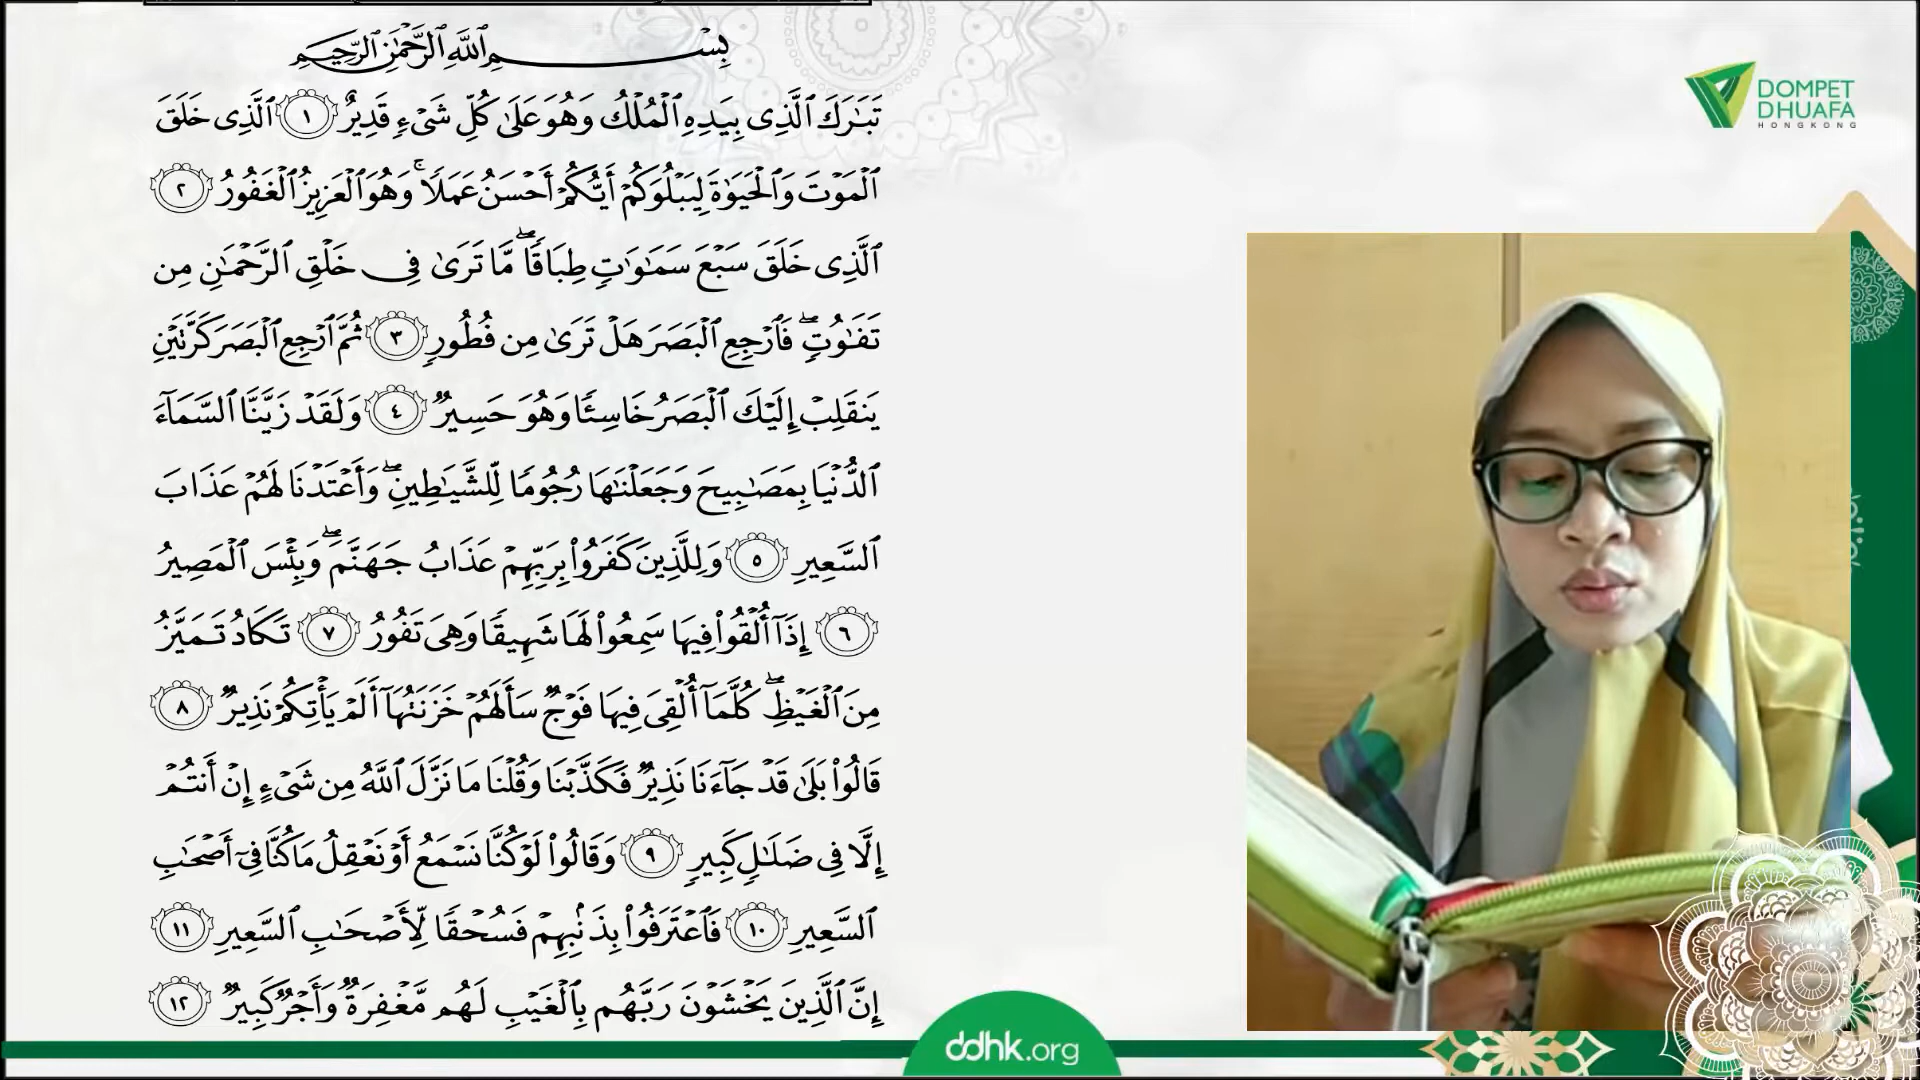 بِسْمِ ٱللَّهِ ٱلرَّحْمَٰنِ ٱلرَّحِيمِ
تَبَٰرَكَ ٱلَّذِى بِيَدِهِ ٱلْمُلْكُ وَهُوَ عَلَىٰ كُلِّ شَىْءٍ قَدِيرٌ ١ ٱلَّذِى خَلَقَ
ٱلْمَوْتَ وَٱلْحَيَوٰةَ لِيَبْلُوَكُمْ أَيُّكُمْ أَحْسَنُ عَمَلًا ۚ وَهُوَ ٱلْعَزِيزُ ٱلْغَفُورُ ٢
ٱلَّذِى خَلَقَ سَبْعَ سَمَٰوَٰتٍ طِبَاقًا ۖ مَّا تَرَىٰ فِى خَلْقِ ٱلرَّحْمَٰنِ مِن
تَفَٰوُتٍ ۖ فَٱرْجِعِ ٱلْبَصَرَ هَلْ تَرَىٰ مِن فُطُورٍ ٣ ثُمَّ ٱرْجِعِ ٱلْبَصَرَ كَرَّتَيْنِ
يَنقَلِبْ إِلَيْكَ ٱلْبَصَرُ خَاسِئًا وَهُوَ حَسِيرٌ ٤ وَلَقَدْ زَيَّنَّا ٱلسَّمَآءَ
ٱلدُّنْيَا بِمَصَٰبِيحَ وَجَعَلْنَٰهَا رُجُومًا لِّلشَّيَٰطِينِ ۖ وَأَعْتَدْنَا لَهُمْ عَذَابَ
ٱلسَّعِيرِ ٥ وَلِلَّذِينَ كَفَرُوا۟ بِرَبِّهِمْ عَذَابُ جَهَنَّمَ ۖ وَبِئْسَ ٱلْمَصِيرُ
٦ إِذَآ أُلْقُوا۟ فِيهَا سَمِعُوا۟ لَهَا شَهِيقًا وَهِىَ تَفُورُ ٧ تَكَادُ تَمَيَّزُ
مِنَ ٱلْغَيْظِ ۖ كُلَّمَآ أُلْقِىَ فِيهَا فَوْجٌ سَأَلَهُمْ خَزَنَتُهَآ أَلَمْ يَأْتِكُمْ نَذِيرٌ ٨
قَالُوا۟ بَلَىٰ قَدْ جَآءَنَا نَذِيرٌ فَكَذَّبْنَا وَقُلْنَا مَا نَزَّلَ ٱللَّهُ مِن شَىْءٍ إِنْ أَنتُمْ
إِلَّا فِى ضَلَٰلٍ كَبِيرٍ ٩ وَقَالُوا۟ لَوْ كُنَّا نَسْمَعُ أَوْ نَعْقِلُ مَا كُنَّا فِىٓ أَصْحَٰبِ
ٱلسَّعِيرِ ١٠ فَٱعْتَرَفُوا۟ بِذَنۢبِهِمْ فَسُحْقًا لِّأَصْحَٰبِ ٱلسَّعِيرِ ١١
إِنَّ ٱلَّذِينَ يَخْشَوْنَ رَبَّهُم بِٱلْغَيْبِ لَهُم مَّغْفِرَةٌ وَأَجْرٌ كَبِيرٌ ١٢
DOMPET
DHUAFA
HONGKONG
ddhk.org